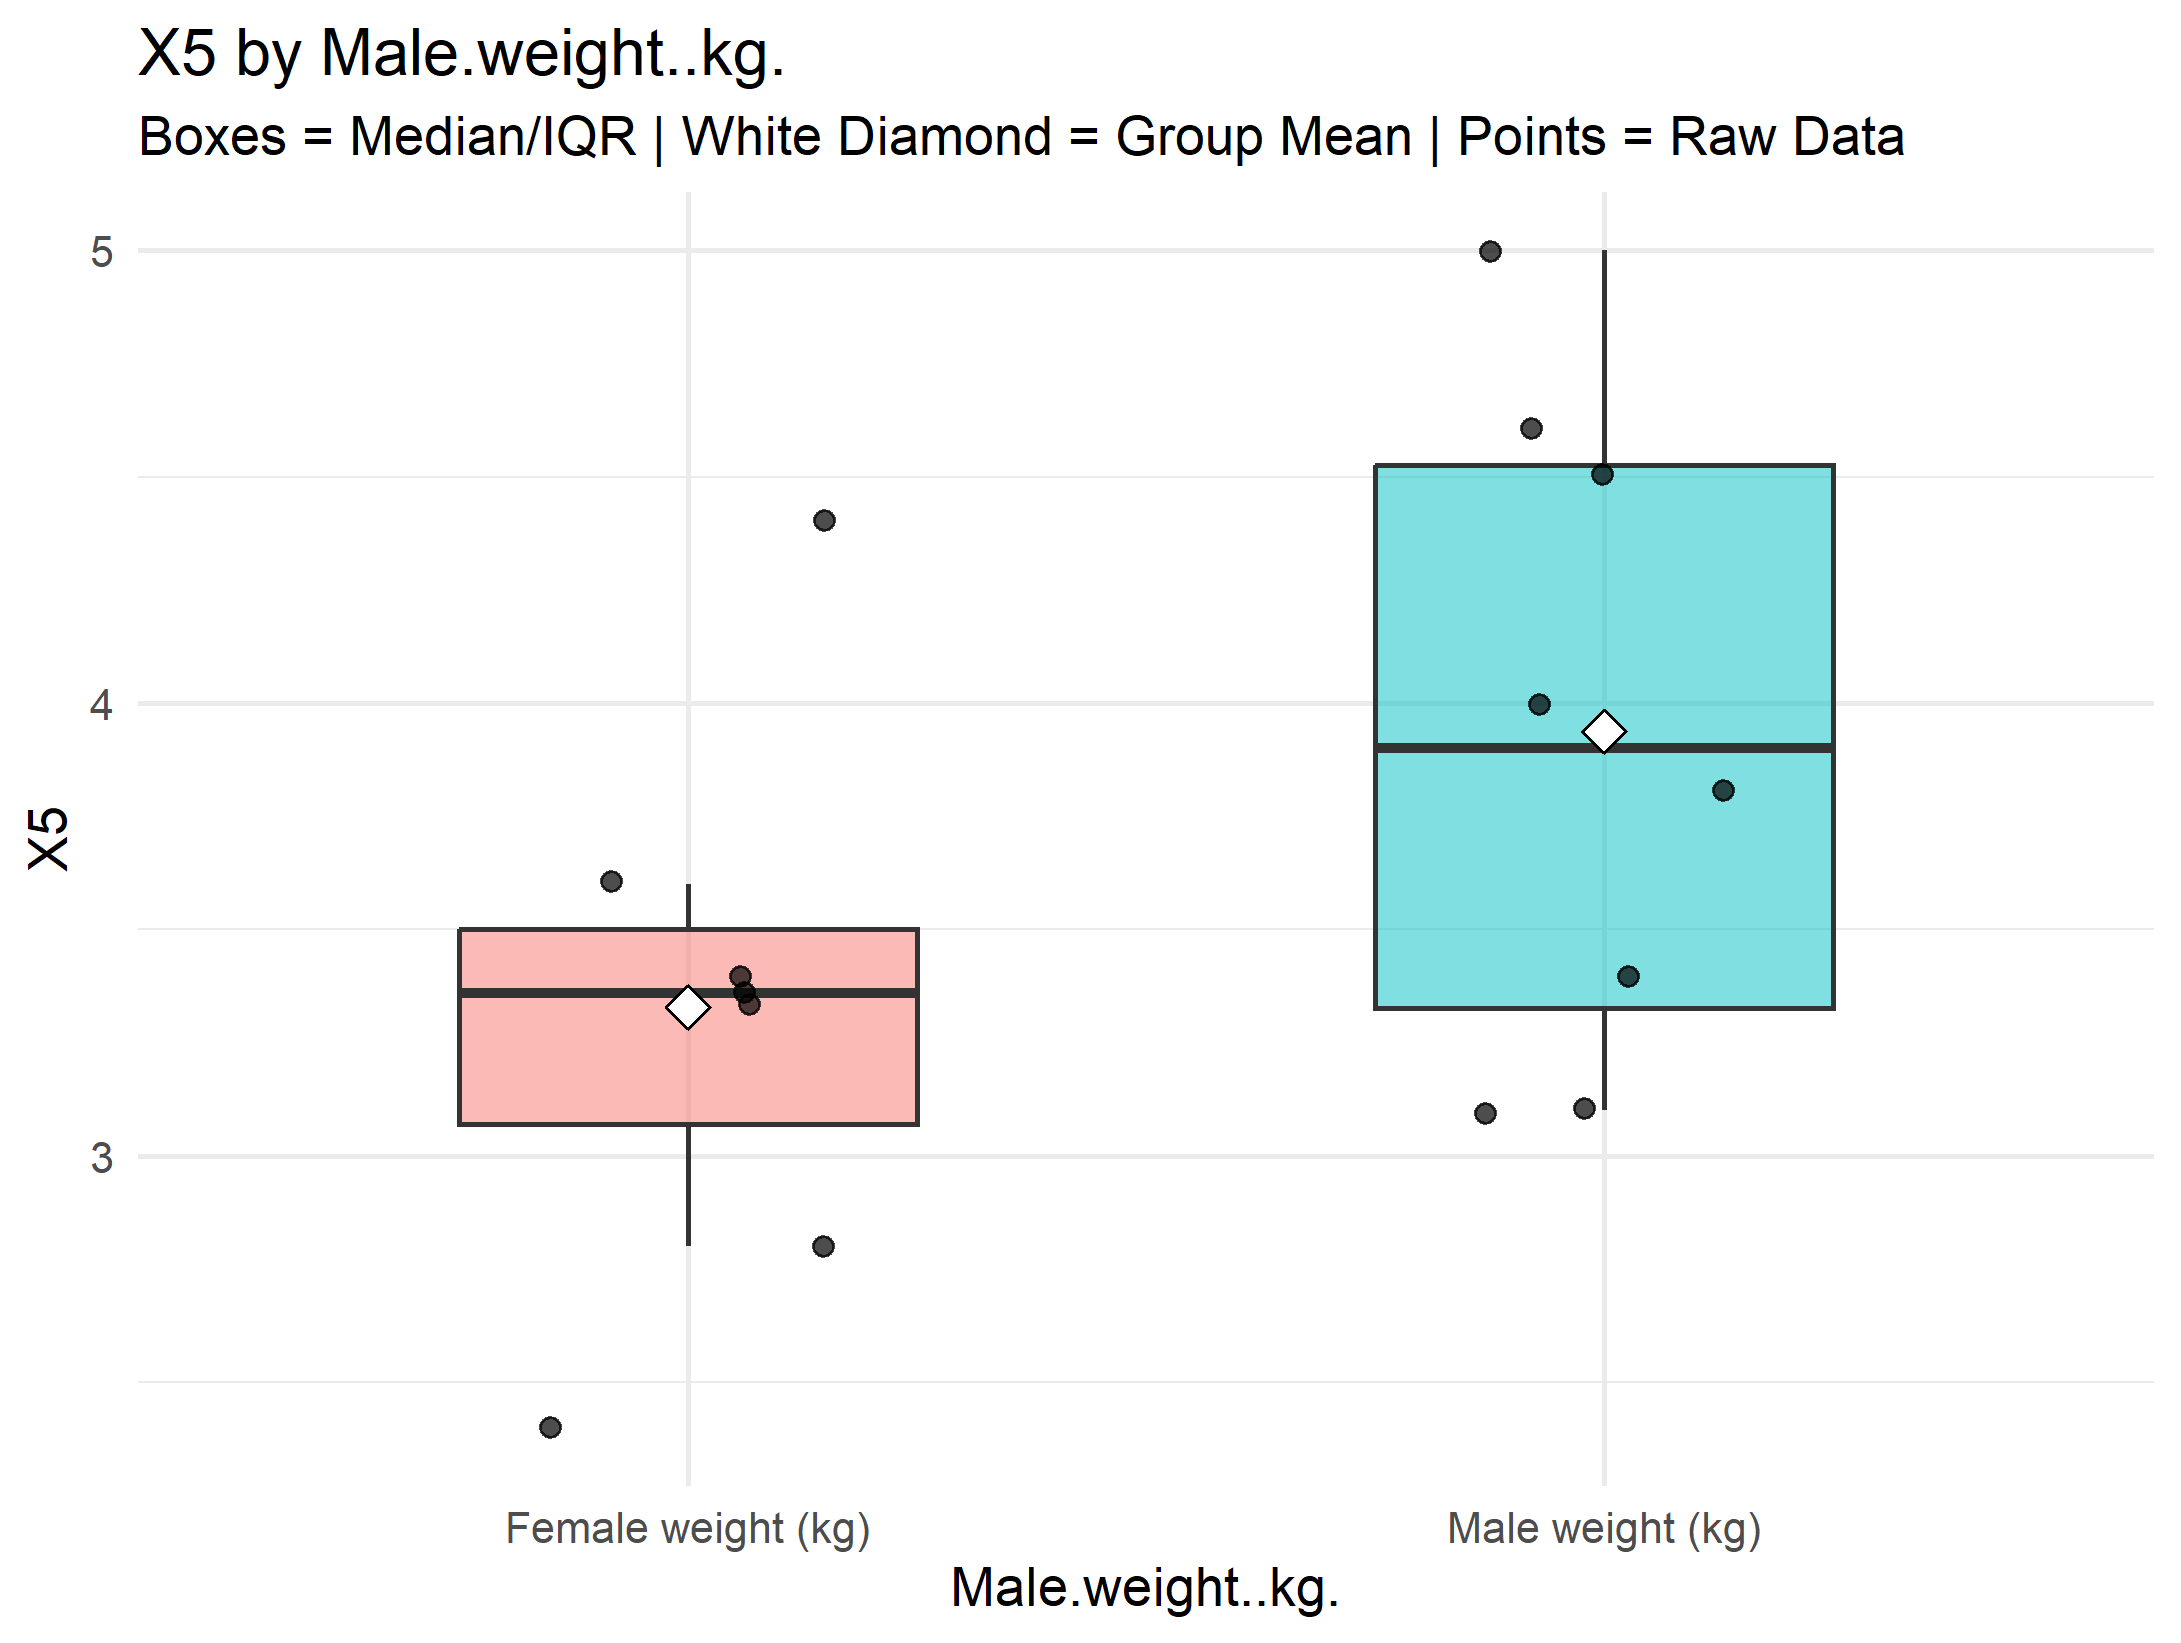 X5 by Male.weight..kg.
Boxes = Median/IQR | White Diamond = Group Mean | Points = Raw Data
5
4
3
X5
Female weight (kg)
Male weight (kg)
Male.weight..kg.